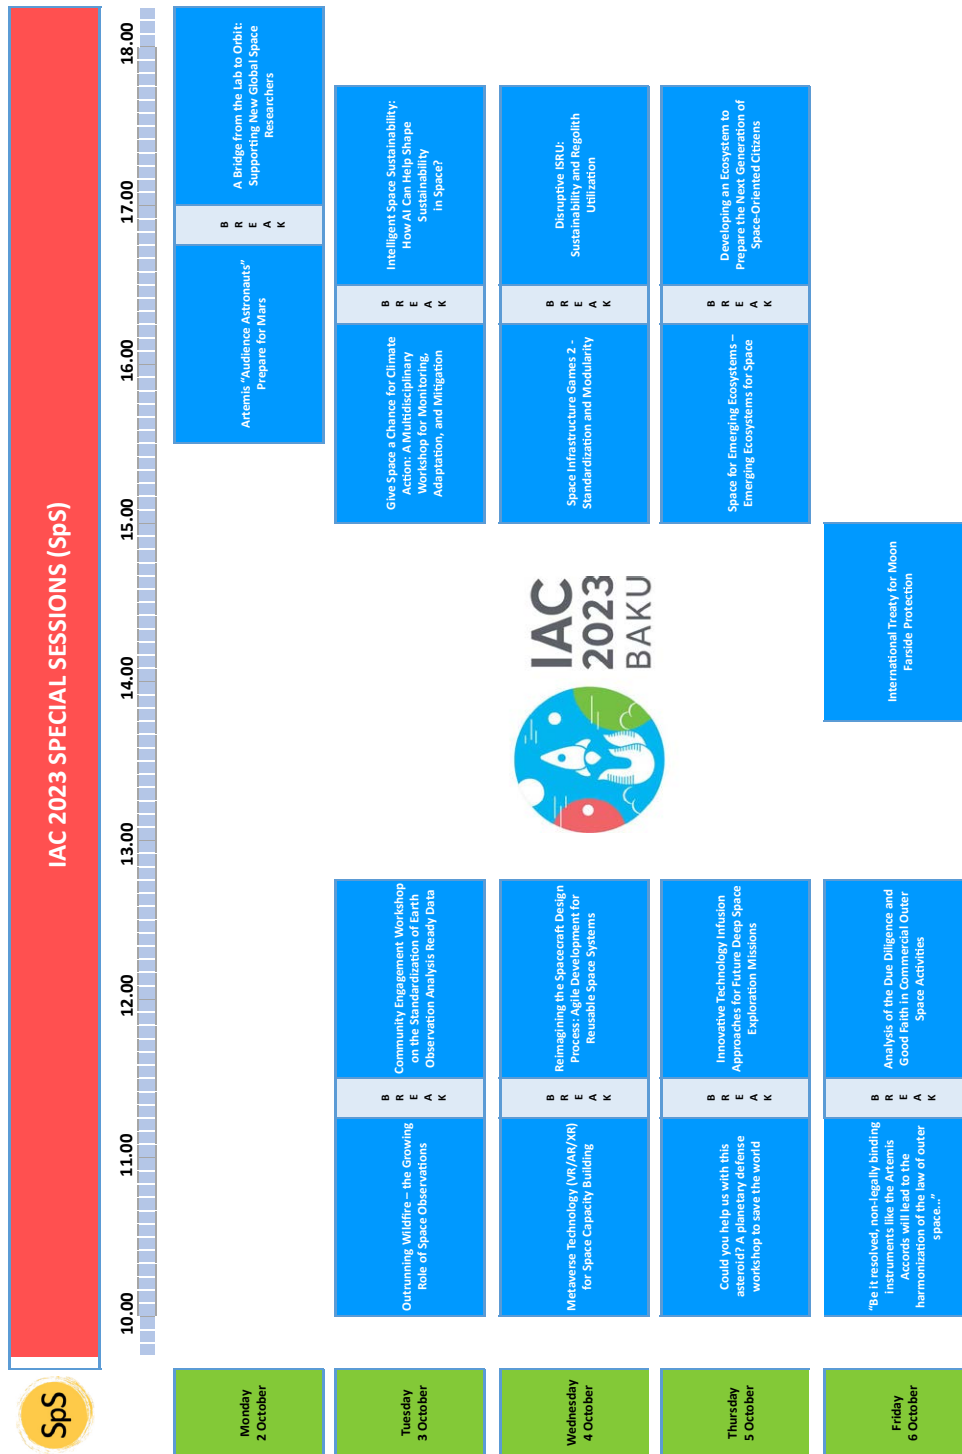 SpS
IAC 2023 SPECIAL SESSIONS (SpS)
10.00
11.00
12.00
13.00
14.00
15.00
16.00
17.00
18.00
Monday
2 October
Artemis “Audience Astronauts”
Prepare for Mars
B
R
E
A
K
A Bridge from the Lab to Orbit:
Supporting New Global Space
Researchers
Tuesday
3 October
Outrunning Wildfire – the Growing
Role of Space Observations
B
R
E
A
K
Community Engagement Workshop
on the Standardization of Earth
Observation Analysis Ready Data
Give Space a Chance for Climate
Action: A Multidisciplinary
Workshop for Monitoring,
Adaptation, and Mitigation
B
R
E
A
K
Intelligent Space Sustainability:
How AI Can Help Shape
Sustainability
in Space?
Wednesday
4 October
Metaverse Technology (VR/AR/XR)
for Space Capacity Building
B
R
E
A
K
Reimagining the Spacecraft Design
Process: Agile Development for
Reusable Space Systems
IAC
2023
BAKU
Space Infrastructure Games 2 -
Standardization and Modularity
B
R
E
A
K
Disruptive ISRU:
Sustainability and Regolith
Utilization
Thursday
5 October
Could you help us with this
asteroid? A planetary defense
workshop to save the world
B
R
E
A
K
Innovative Technology Infusion
Approaches for Future Deep Space
Exploration Missions
Space for Emerging Ecosystems –
Emerging Ecosystems for Space
B
R
E
A
K
Developing an Ecosystem to
Prepare the Next Generation of
Space-Oriented Citizens
Friday
6 October
“Be it resolved, non-legally binding
instruments like the Artemis
Accords will lead to the
harmonization of the law of outer
space...”
B
R
E
A
K
Analysis of the Due Diligence and
Good Faith in Commercial Outer
Space Activities
International Treaty for Moon
Farside Protection